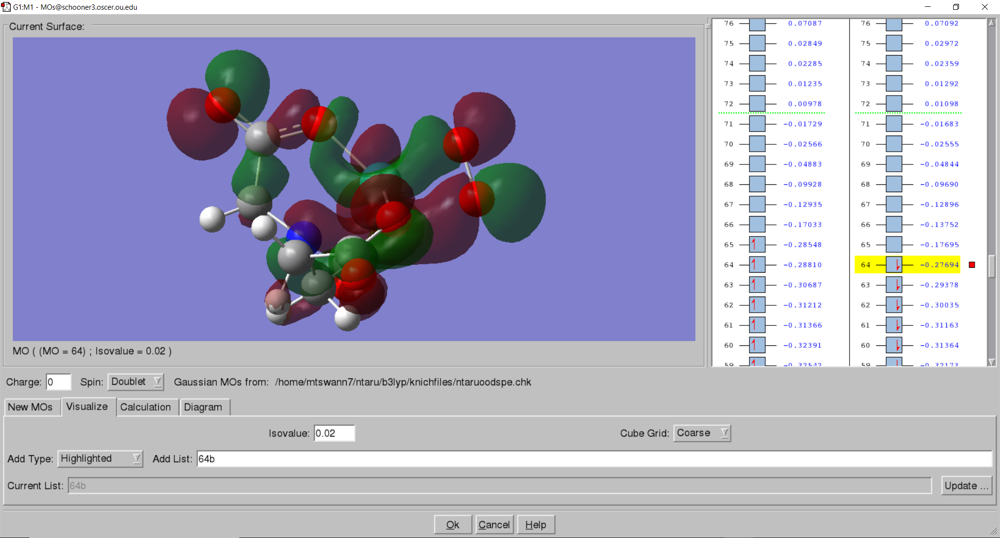 G1:M1 - MOs@schooner3.oscer.ou.edu
Current Surface:
76 0.07087 76 0.07092
75 0.02849 75 0.02972
74 0.02285 74 0.02359
73 0.01235 73 0.01292
72 0.00978 72 0.01098
71 -0.01729 71 -0.01683
70 -0.02566 70 -0.02555
69 -0.04883 69 -0.04844
68 -0.09928 68 -0.09690
67 -0.12935 67 -0.12896
66 -0.17033 66 -0.13752
65 -0.28548 65 -0.17695
64 -0.28810 64 -0.27694
63 -0.30687 63 -0.29378
62 -0.31212 62 -0.30035
61 -0.31366 61 -0.31163
60 -0.32391 60 -0.31364
59 -0.32542 59 -0.32173
MO ( (MO = 64) ; Isovalue = 0.02 )
Charge: 0 Spin: Doublet Gaussian MOs from: /home/mtswann7/ntaru/b3lyp/knichfiles/ntaruoodspe.chk
New MOs Visualize Calculation Diagram
Isovalue: 0.02 Cube Grid: Coarse
Add Type: Highlighted Add List: 64b
Current List: 64b Update ...
Ok Cancel Help